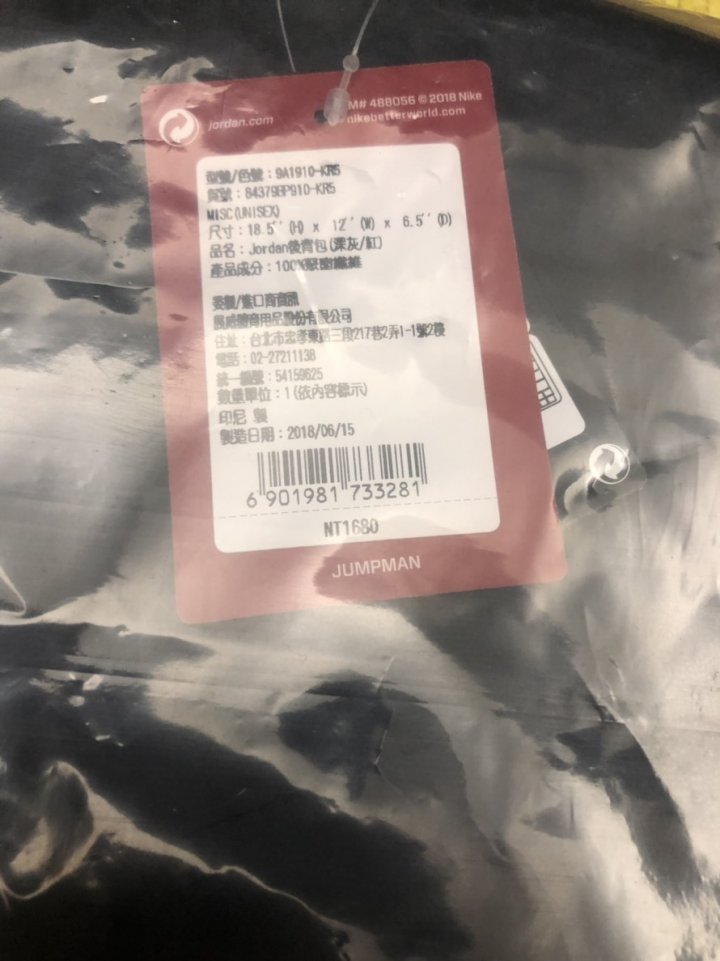 jordan.com
M# 488056 © 2018 Nike
nikebetterworld.com
型號/色號：9A1910-KR5
貨號：84379BP910-KR5
MISC(UNISEX)
尺寸：18.5'' (H) x 12'' (W) x 6.5'' (D)
品名：Jordan後背包(深灰/紅)
產品成分：100%聚酯纖維
委製/進口商資訊
展威體育用品股份有限公司
住址：台北市忠孝東路三段217巷2弄1-1號2樓
電話：02-27211138
統一編號：54159625
數量單位：1(依內容標示)
印尼 製
製造日期：2018/06/15
6 901981 733281
NT1680
JUMPMAN